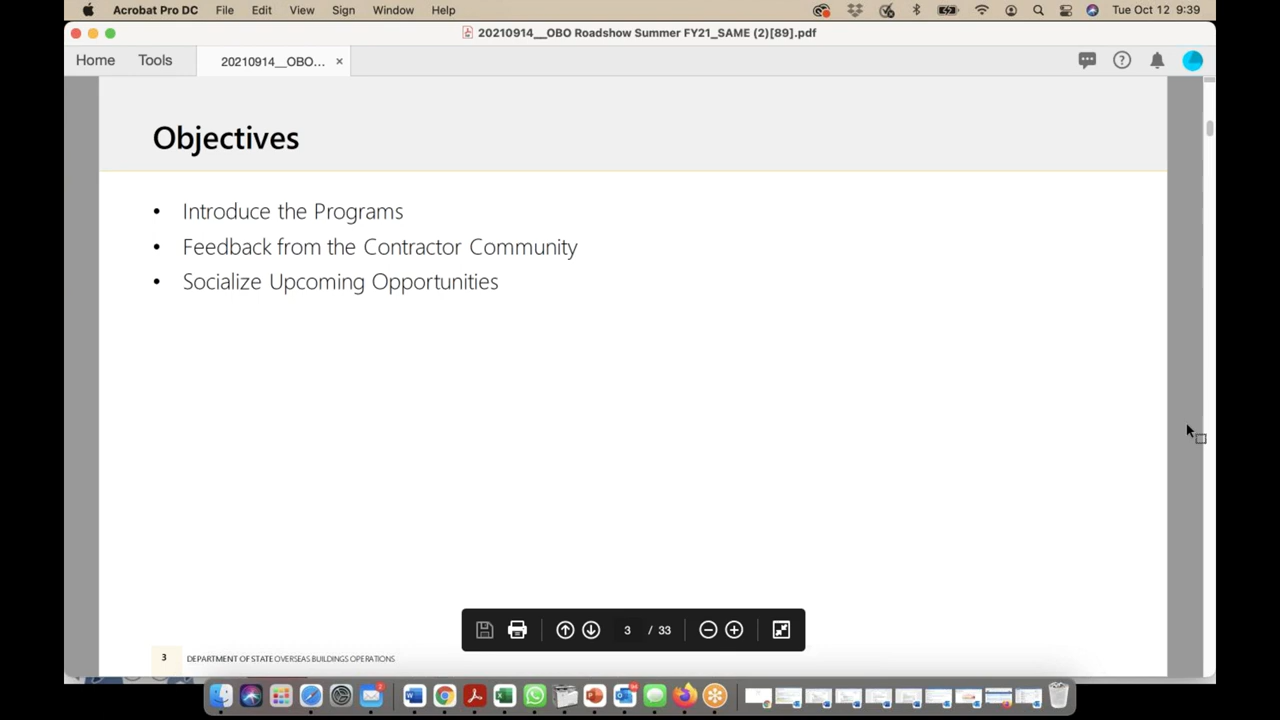 Acrobat Pro DC File Edit View Sign Window Help Tue Oct 12 9:39
20210914__OBO Roadshow Summer FY21_SAME (2)[89].pdf
Home Tools 20210914__OBO... ×
Objectives
• Introduce the Programs
• Feedback from the Contractor Community
• Socialize Upcoming Opportunities
3 / 33
3 DEPARTMENT OF STATE OVERSEAS BUILDINGS OPERATIONS